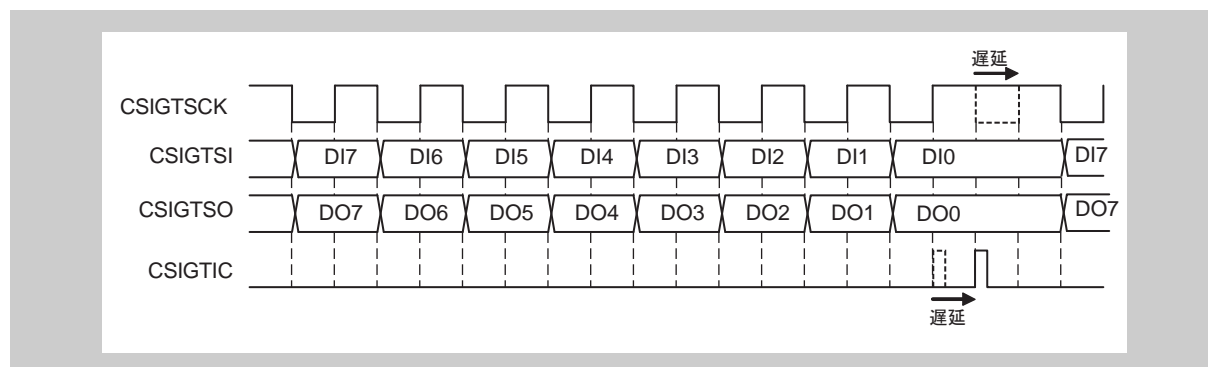 遅延
CSIGTSCK
CSIGTSI DI7 DI6 DI5 DI4 DI3 DI2 DI1 DI0 DI7
CSIGTSO DO7 DO6 DO5 DO4 DO3 DO2 DO1 DO0 DO7
CSIGTIC
遅延